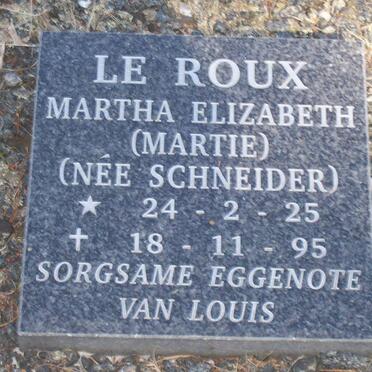 LE ROUX
MARTHA ELIZABETH
(MARTIE)
(NÉE SCHNEIDER)
★ 24 - 2 - 25
✝ 18 - 11 - 95
SORGSAME EGGENOTE
VAN LOUIS